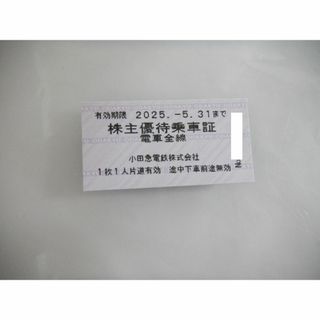 有効期限 2025.-5.31まで
株主優待乗車証
電車全線
小田急電鉄株式会社
1枚1人片道有効 途中下車前途無効